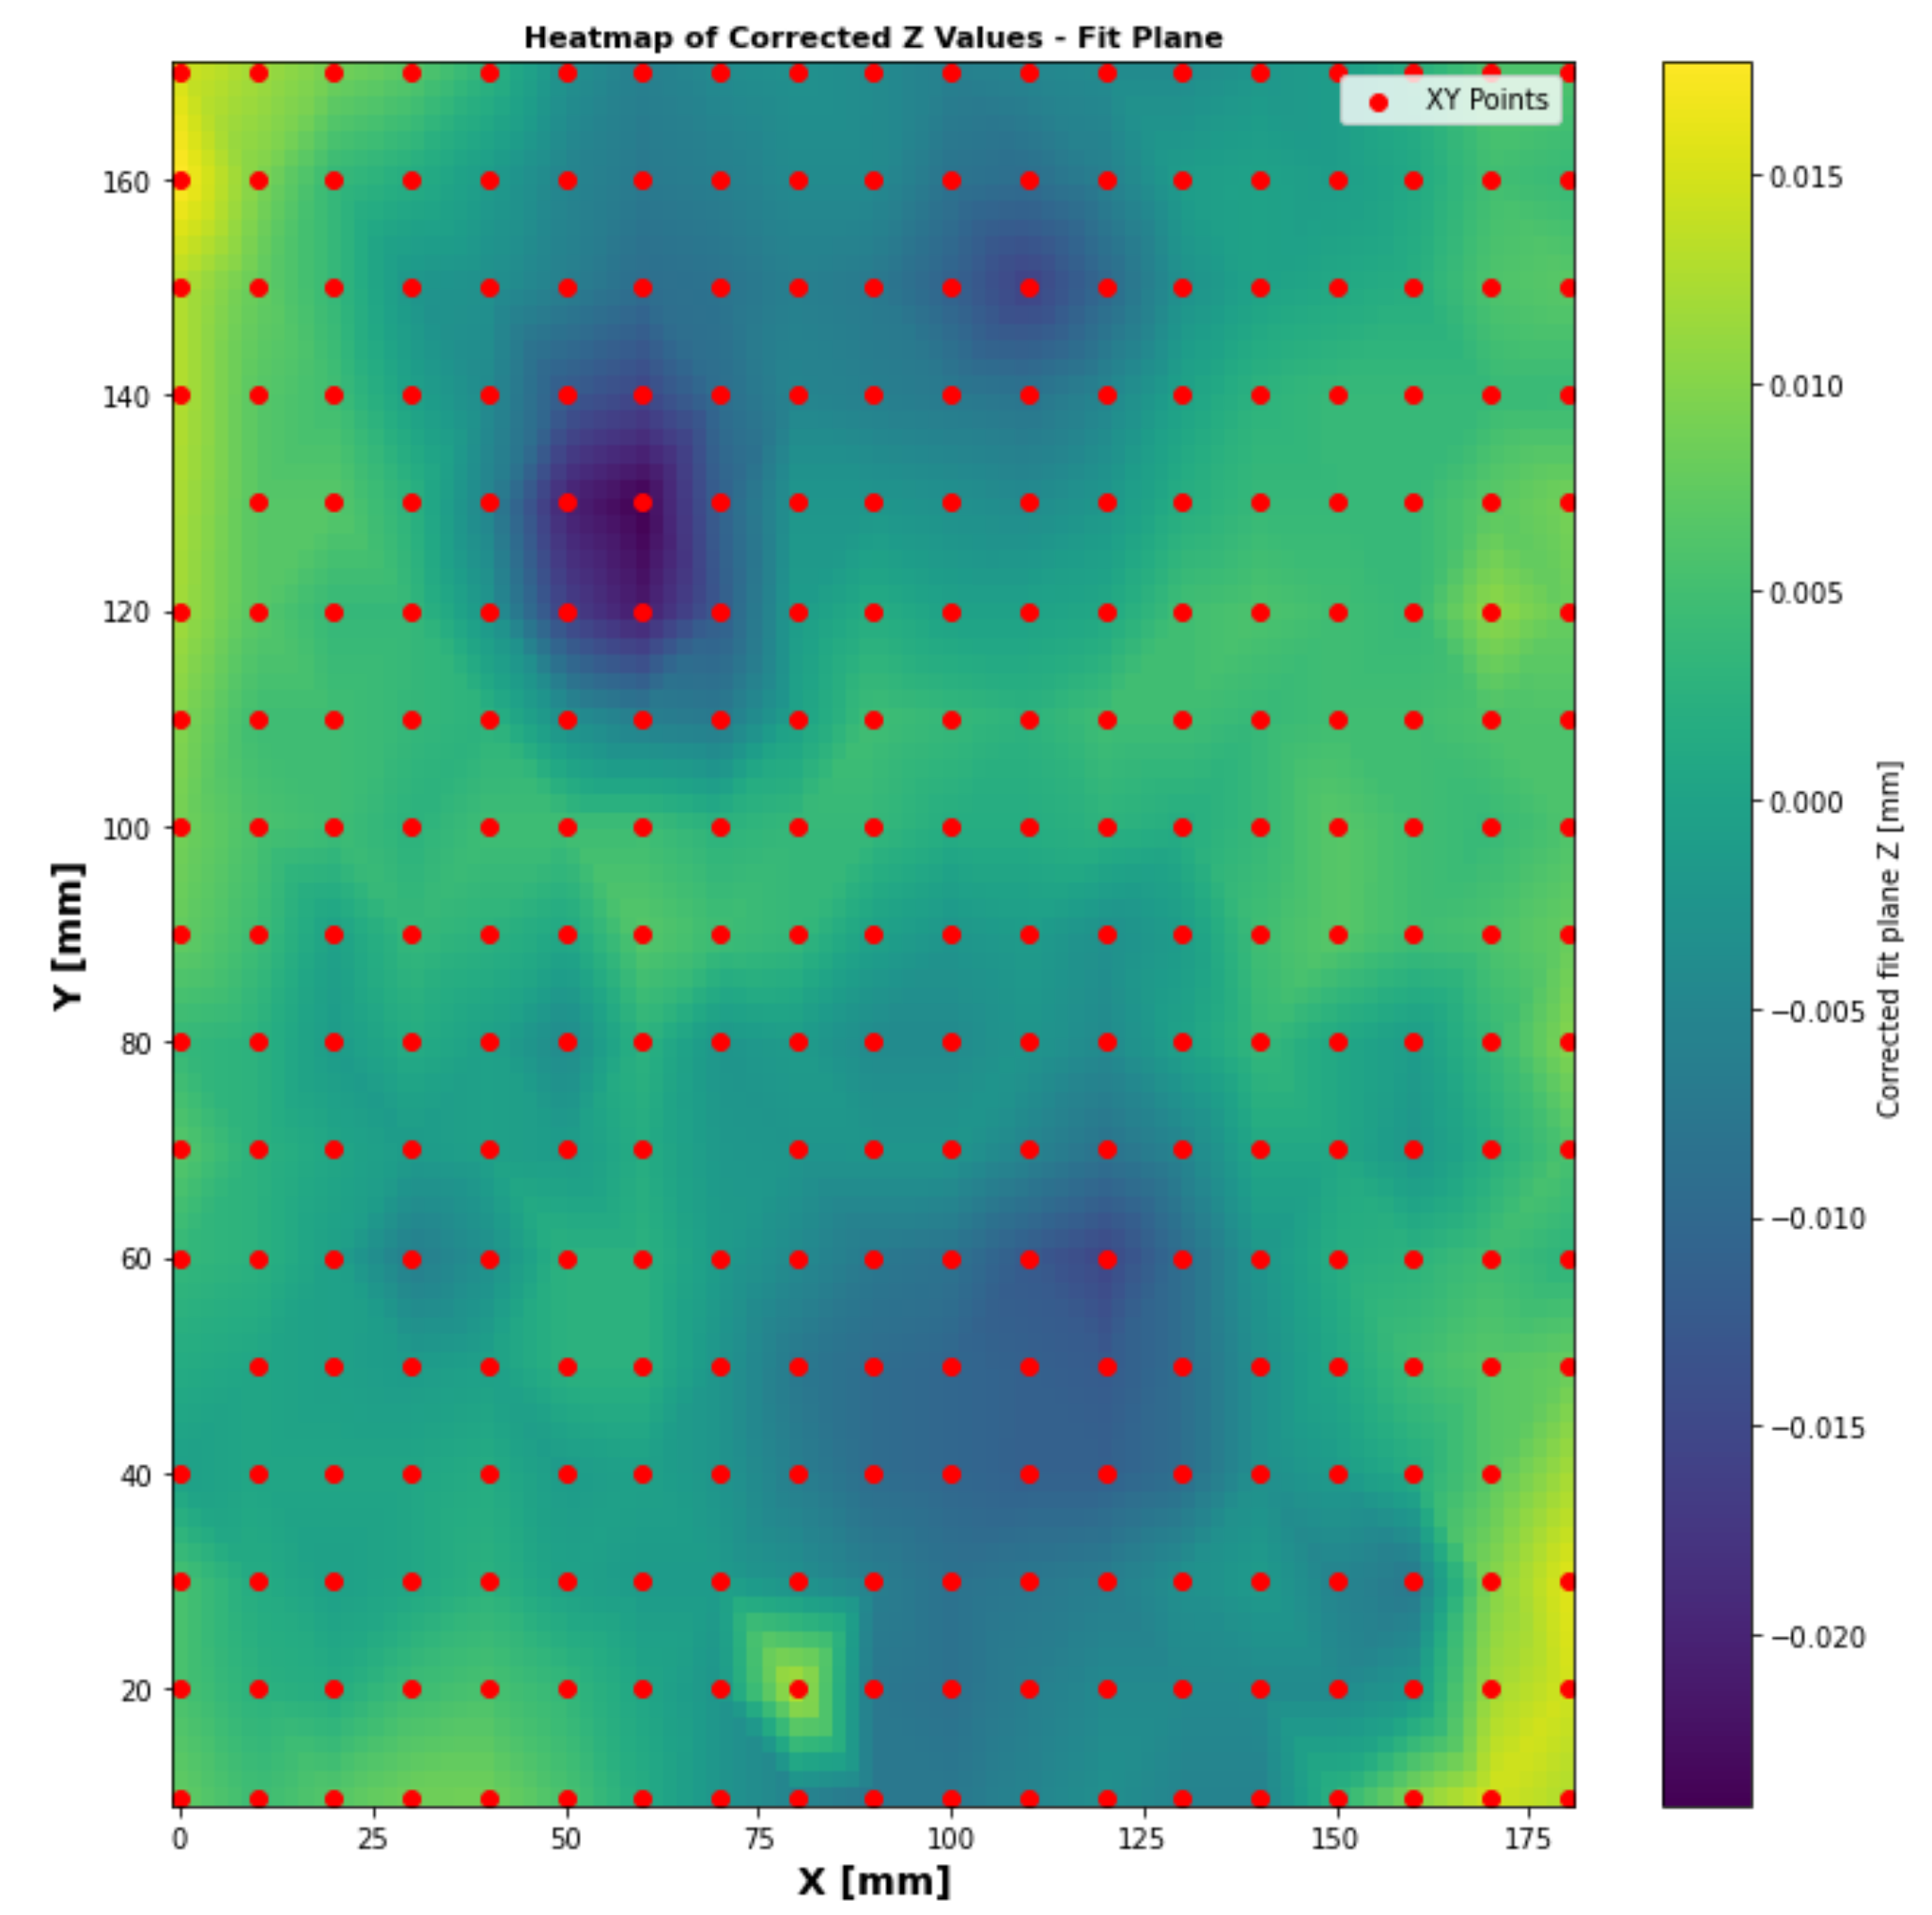 Heatmap of Corrected Z Values - Fit Plane
XY Points
160
140
120
100
80
60
40
20
Y [mm]
0 25 50 75 100 125 150 175
X [mm]
0.015
0.010
0.005
0.000
−0.005
−0.010
−0.015
−0.020
Corrected fit plane Z [mm]